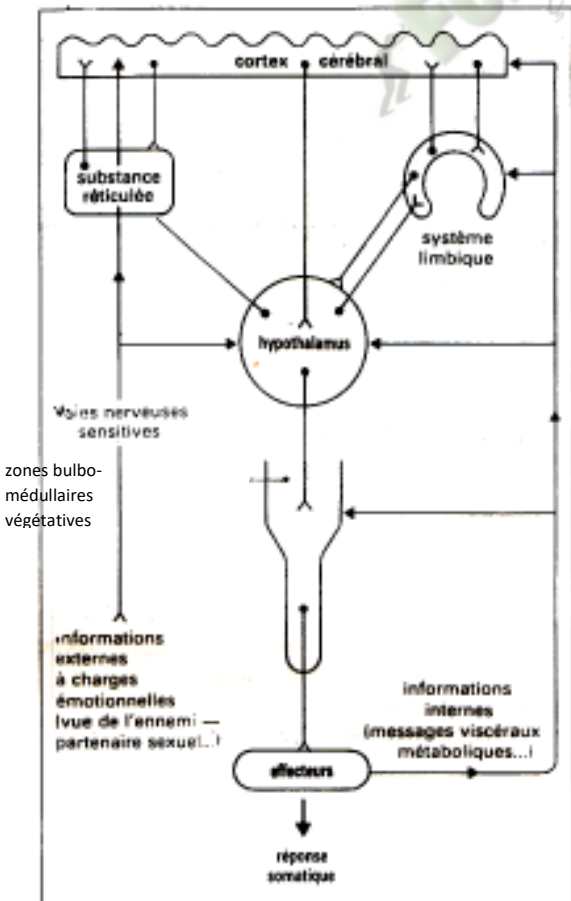 cortex cérébral
substance
réticulée
système
limbique
hypothalamus
Voies nerveuses
sensitives
zones bulbo-
médullaires
végétatives
informations
externes
à charges
émotionnelles
(vue de l'ennemi —
partenaire sexuel...)
informations
internes
(messages viscéraux
métaboliques...)
effecteurs
réponse
somatique